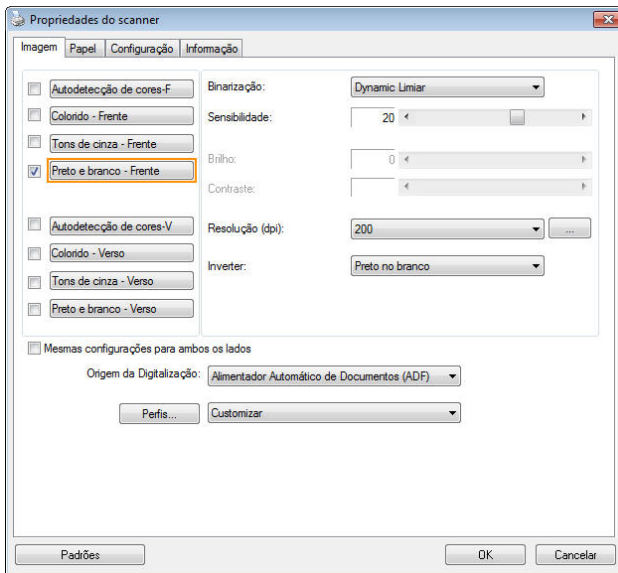 Propriedades do scanner
Imagem Papel Configuração Informação
Autodetecção de cores-F
Colorido - Frente
Tons de cinza - Frente
Preto e branco - Frente
Autodetecção de cores-V
Colorido - Verso
Tons de cinza - Verso
Preto e branco - Verso
Binarização: Dynamic Limiar
Sensibilidade: 20
Brilho: 0
Contraste:
Resolução (dpi): 200 ...
Inverter: Preto no branco
Mesmas configurações para ambos os lados
Origem da Digitalização: Alimentador Automático de Documentos (ADF)
Perfis... Customizar
Padrões OK Cancelar